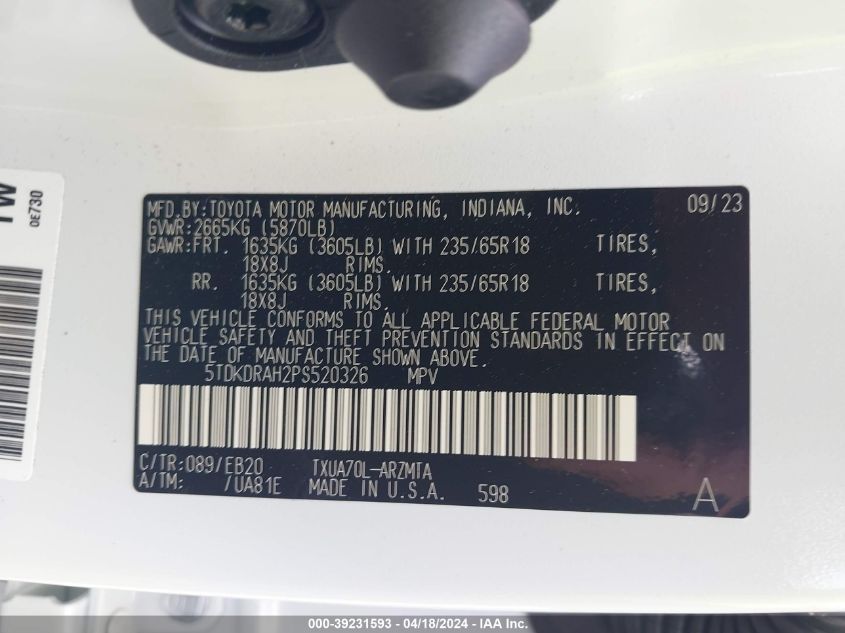 MFD.BY:TOYOTA MOTOR MANUFACTURING, INDIANA, INC. 09/23
GVWR:2665KG (5870LB)
GAWR:FRT. 1635KG (3605LB) WITH 235/65R18 TIRES,
18X8J RIMS.
RR. 1635KG (3605LB) WITH 235/65R18 TIRES,
18X8J RIMS.
THIS VEHICLE CONFORMS TO ALL APPLICABLE FEDERAL MOTOR
VEHICLE SAFETY AND THEFT PREVENTION STANDARDS IN EFFECT ON
THE DATE OF MANUFACTURE SHOWN ABOVE.
5TDKDRAH2PS520326 MPV
C/TR:089/EB20 TXUA70L-ARZMTA
A/TM: /UA81E MADE IN U.S.A. 598 A
0E730
000-39231593 - 04/18/2024 - IAA Inc.